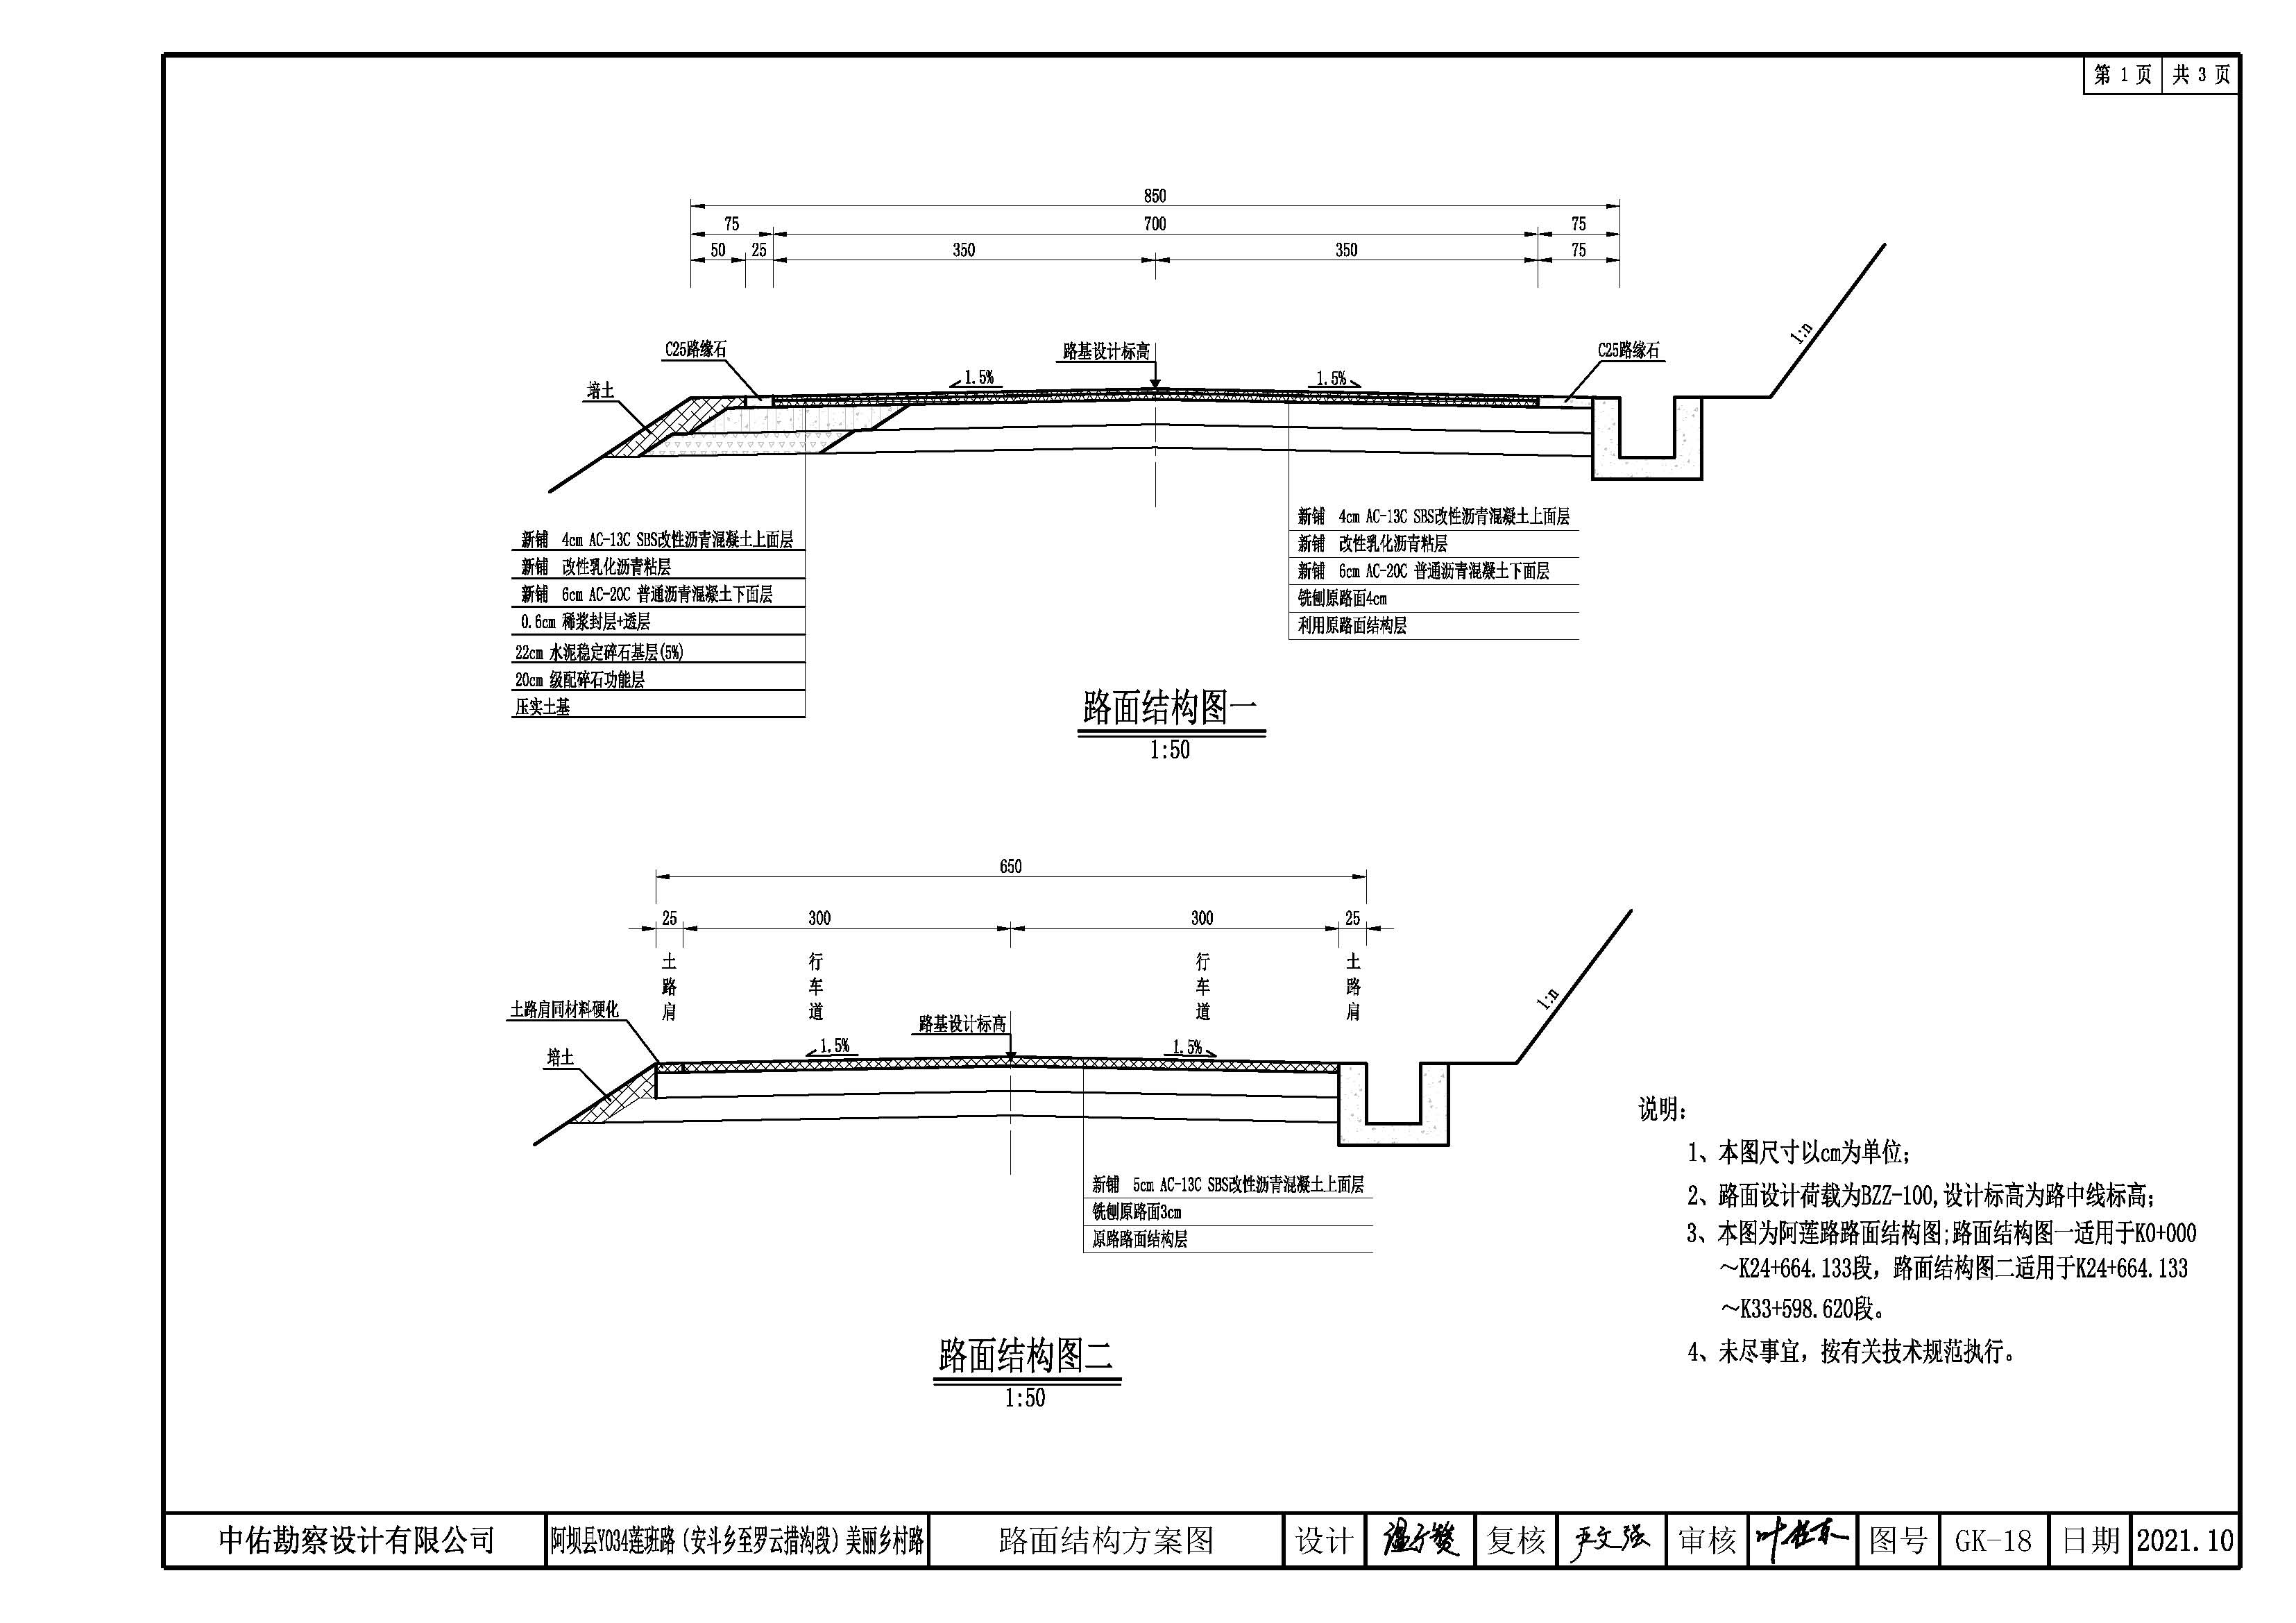 第 1 页 共 3 页
850
75 700 75
50 25 350 350 75
1:n
C25路缘石
路基设计标高
C25路缘石
培土
1.5%
1.5%
新铺 4cm AC-13C SBS改性沥青混凝土上面层
新铺 改性乳化沥青粘层
新铺 6cm AC-20C 普通沥青混凝土下面层
0.6cm 稀浆封层+透层
22cm 水泥稳定碎石基层(5%)
20cm 级配碎石功能层
压实土基
新铺 4cm AC-13C SBS改性沥青混凝土上面层
新铺 改性乳化沥青粘层
新铺 6cm AC-20C 普通沥青混凝土下面层
铣刨原路面4cm
利用原路面结构层
路面结构图一
1:50
650
25 300 300 25
土路肩
行车道
行车道
土路肩
1:n
土路肩同材料硬化
路基设计标高
培土
1.5%
1.5%
新铺 5cm AC-13C SBS改性沥青混凝土上面层
铣刨原路面3cm
原路路面结构层
路面结构图二
1:50
说明：
1、本图尺寸以cm为单位；
2、路面设计荷载为BZZ-100,设计标高为路中线标高；
3、本图为阿莲路路面结构图；路面结构图一适用于K0+000
～K24+664.133段，路面结构图二适用于K24+664.133
～K33+598.620段。
4、未尽事宜，按有关技术规范执行。
中佑勘察设计有限公司 阿坝县Y034莲班路（安斗乡至罗云措沟段）美丽乡村路 路面结构方案图 设计 复核 严文强 审核 图号 GK-18 日期 2021.10